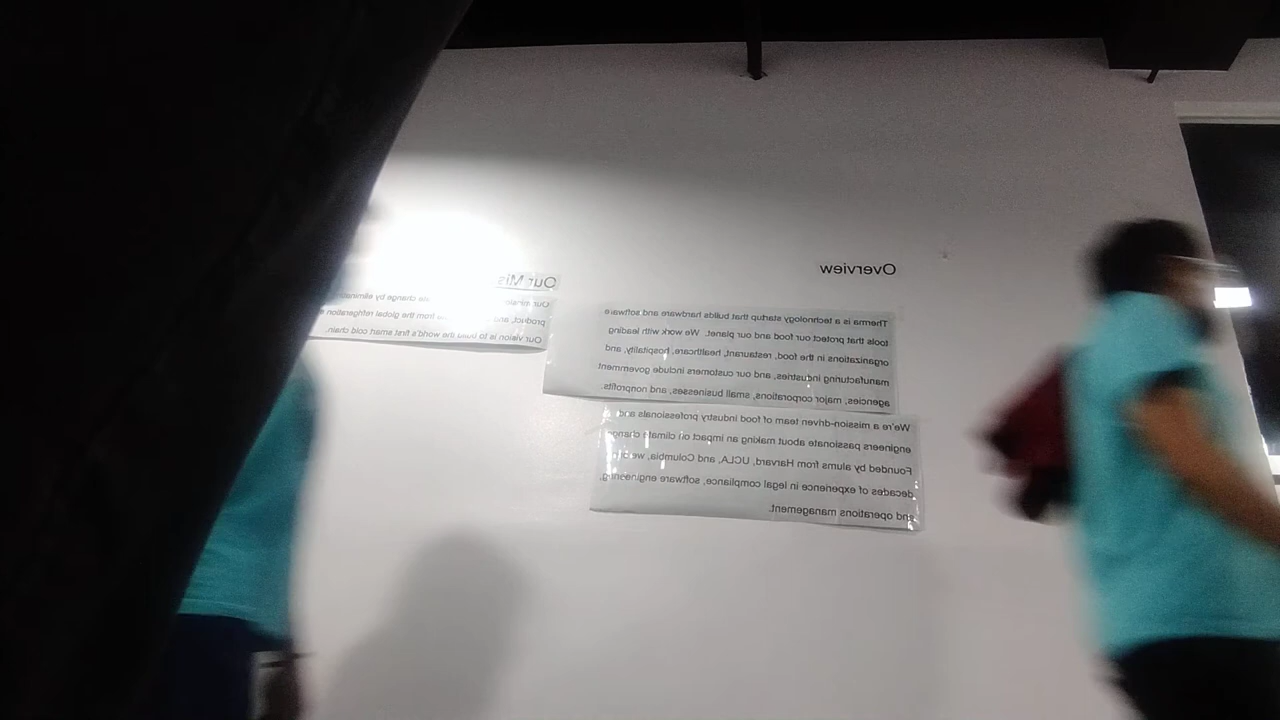 Overview
Therma is a technology startup that builds hardware and software
tools that protect our food and our planet. We work with leading
organizations in the food, restaurant, healthcare, hospitality, and
manufacturing industries, and our customers include government
agencies, major corporations, small businesses, and nonprofits.
We're a mission-driven team of food industry professionals and
engineers passionate about making an impact on climate change
Founded by alums from Harvard, UCLA, and Columbia,
decades of experience in legal compliance, software engineering,
and operations management.
Our Mis
Our mission change by eliminat
product, and from the global refrigeration
Our vision is to build the world's first smart cold chain.